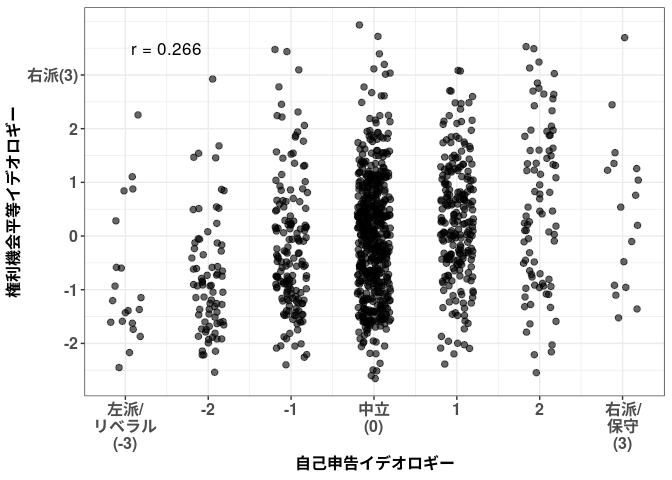 r = 0.266
右派(3)
2
1
0
-1
-2
権利機会平等イデオロギー
左派/
リベラル
(-3)
-2
-1
中立
(0)
1
2
右派/
保守
(3)
自己申告イデオロギー